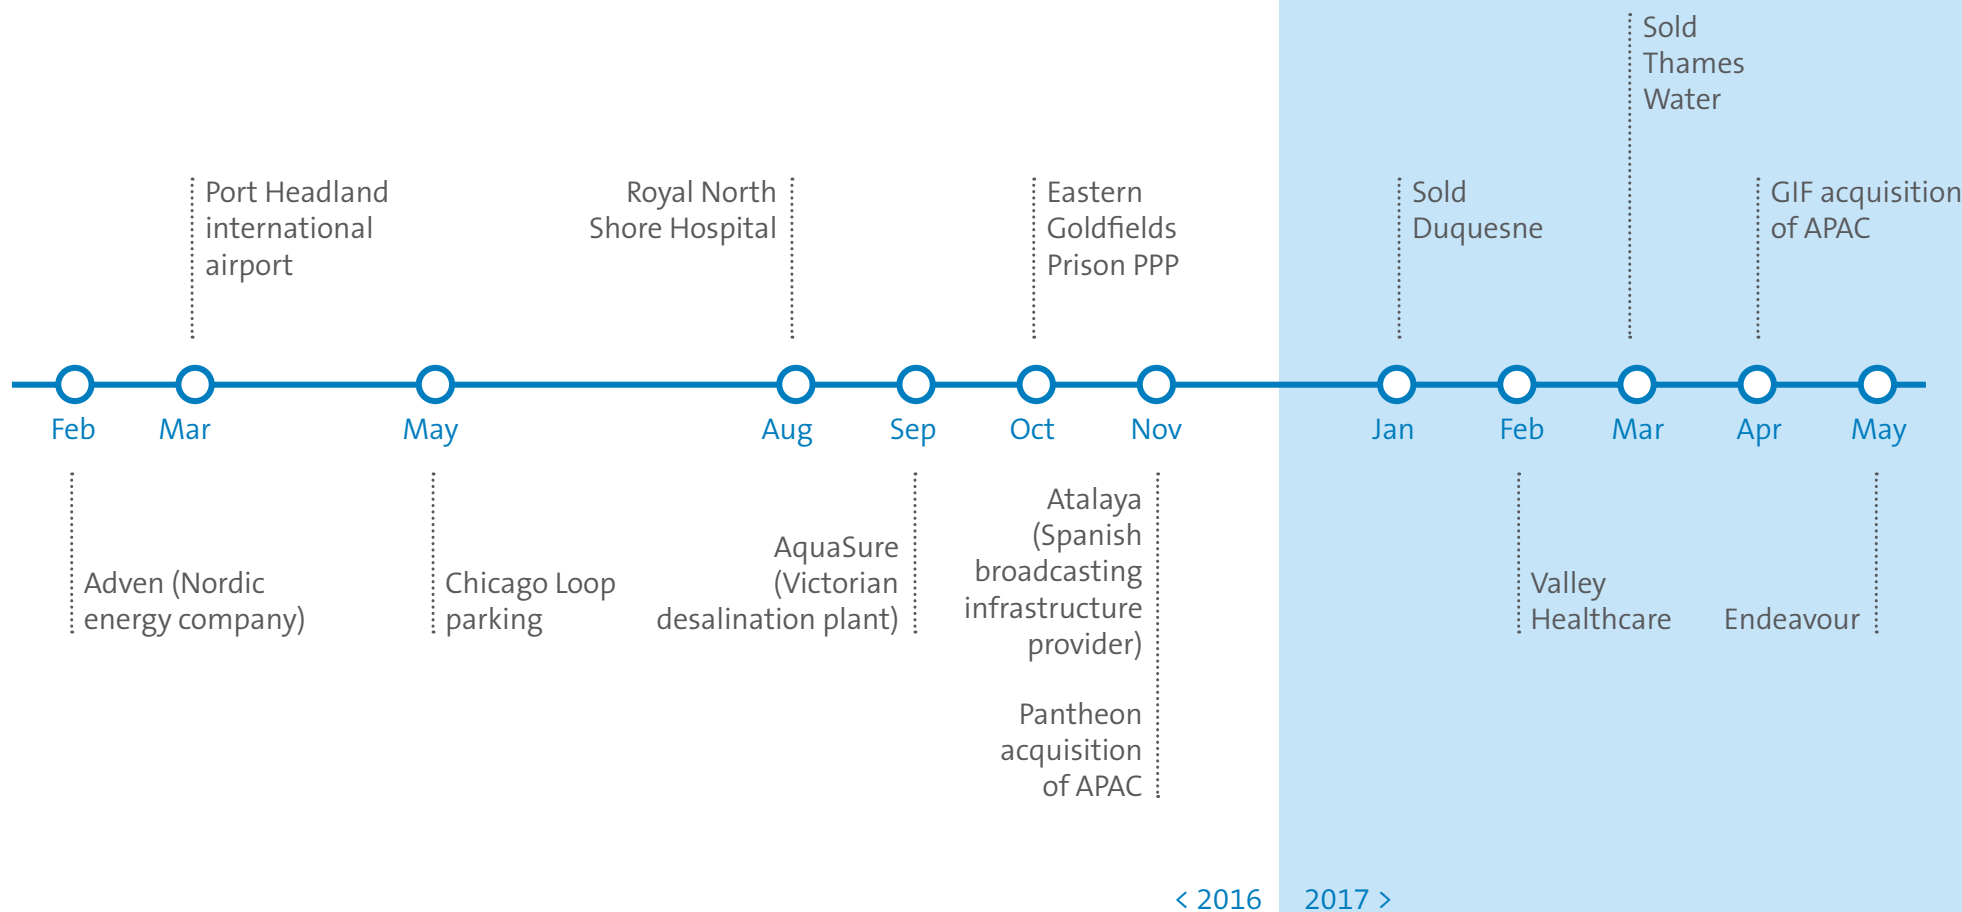 Sold
Thames
Water
Port Headland
international
airport
Royal North
Shore Hospital
Eastern
Goldfields
Prison PPP
Sold
Duquesne
GIF acquisition
of APAC
Feb
Mar
May
Aug
Sep
Oct
Nov
Jan
Feb
Mar
Apr
May
Adven (Nordic
energy company)
Chicago Loop
parking
AquaSure
(Victorian
desalination plant)
Atalaya
(Spanish
broadcasting
infrastructure
provider)
Pantheon
acquisition
of APAC
Valley
Healthcare
Endeavour
< 2016
2017 >